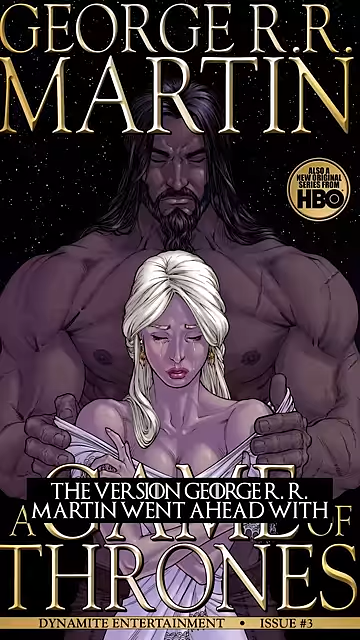 GEORGE R.R.
MARTIN
ALSO A
NEW ORIGINAL
SERIES FROM
HBO
THE VERSION GEORGE R. R.
MARTIN WENT AHEAD WITH
A GAME OF
THRONES
DYNAMITE ENTERTAINMENT • ISSUE #3